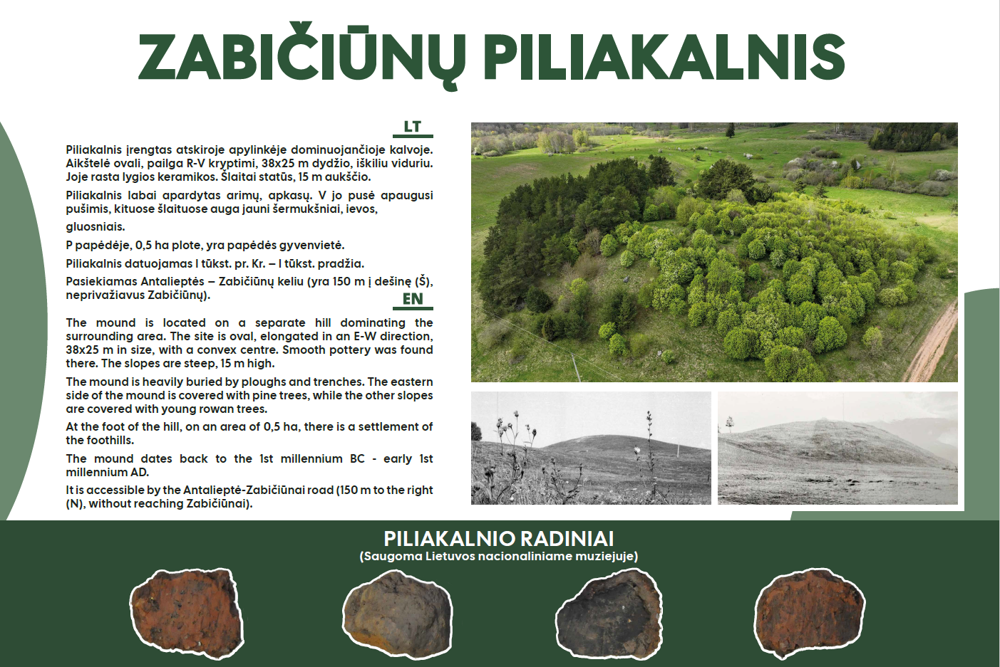 ZABIČIŪNŲ PILIAKALNIS
LT
Piliakalnis įrengtas atskiroje apylinkėje dominuojančioje kalvoje.
Aikštelė ovali, pailga R-V kryptimi, 38x25 m dydžio, iškiliu viduriu.
Joje rasta lygios keramikos. Šlaitai statūs, 15 m aukščio.
Piliakalnis labai apardytas arimų, apkasų. V jo pusė apaugusi
pušimis, kituose šlaituose auga jauni šermukšniai, ievos,
gluosniais.
P papėdėje, 0,5 ha plote, yra papėdės gyvenvietė.
Piliakalnis datuojamas I tūkst. pr. Kr. – I tūkst. pradžia.
Pasiekiamas Antalieptės – Zabičiūnų keliu (yra 150 m į dešinę (Š),
neprivažiavus Zabičiūnų).
EN
The mound is located on a separate hill dominating the
surrounding area. The site is oval, elongated in an E-W direction,
38x25 m in size, with a convex centre. Smooth pottery was found
there. The slopes are steep, 15 m high.
The mound is heavily buried by ploughs and trenches. The eastern
side of the mound is covered with pine trees, while the other slopes
are covered with young rowan trees.
At the foot of the hill, on an area of 0,5 ha, there is a settlement of
the foothills.
The mound dates back to the 1st millennium BC - early 1st
millennium AD.
It is accessible by the Antalieptė-Zabičiūnai road (150 m to the right
(N), without reaching Zabičiūnai).
PILIAKALNIO RADINIAI
(Saugoma Lietuvos nacionaliniame muziejuje)